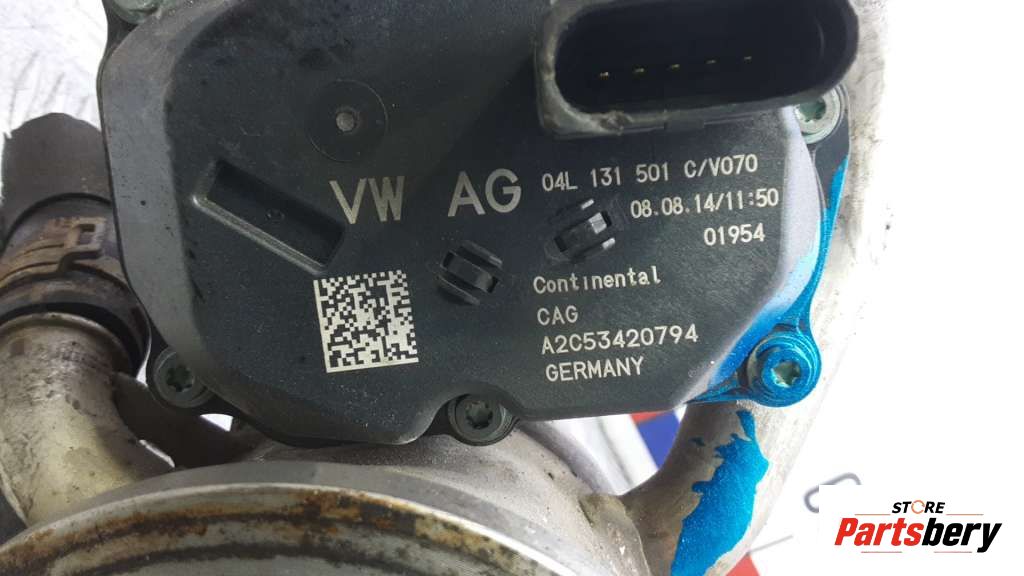 VW AG 04L 131 501 C/V070
08.08.14/11:50
01954
Continental
CAG
A2C53420794
GERMANY
STORE
Partsbery